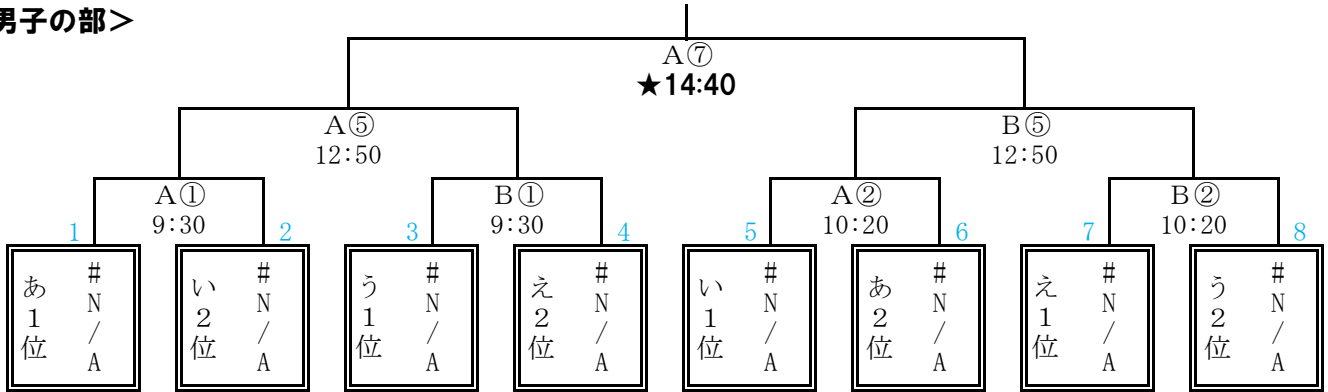 男子の部＞
A⑦
★14:40
A⑤
12:50
B⑤
12:50
A①
9:30
B①
9:30
A②
10:20
B②
10:20
1
2
3
4
5
6
7
8
あ1位
#N/A
い2位
#N/A
う1位
#N/A
え2位
#N/A
い1位
#N/A
あ2位
#N/A
え1位
#N/A
う2位
#N/A